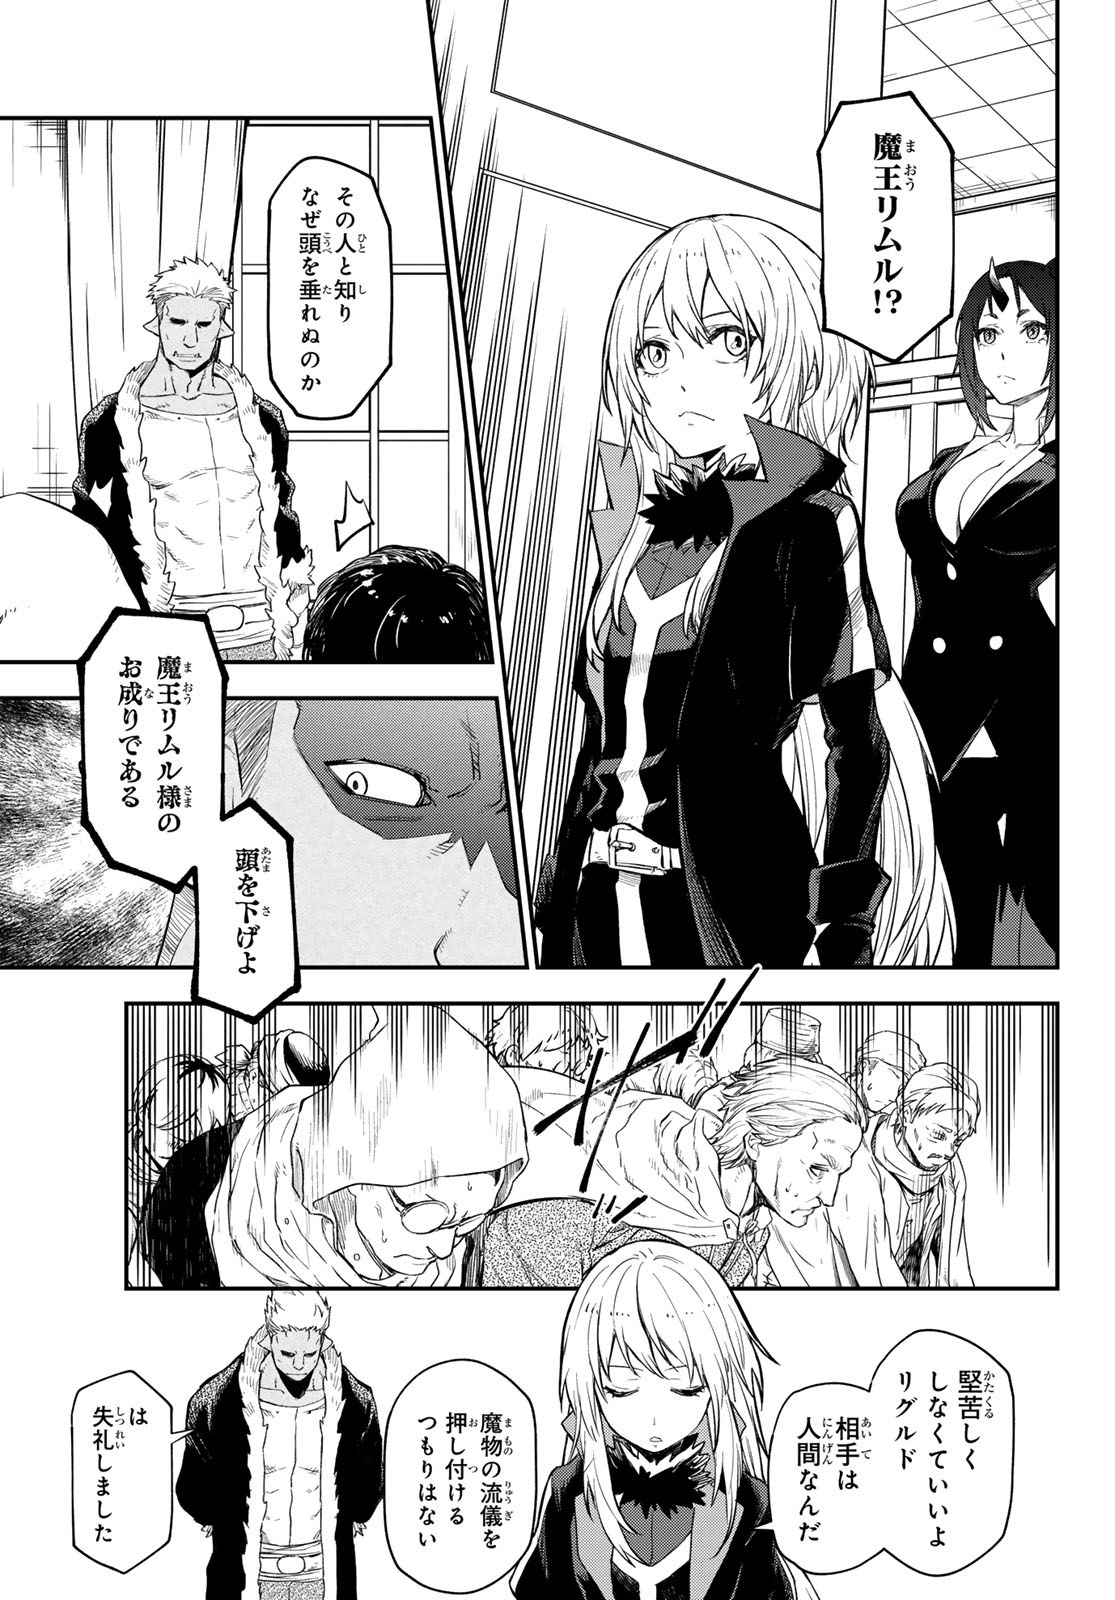 魔王リムル!?
その人と知り
なぜ頭を垂れぬのか
魔王リムル様の
お成りである
頭を下げよ
堅苦しく
しなくていいよ
リグルド
相手は
人間なんだ
魔物の流儀を
押し付ける
つもりはない
は
失礼しました